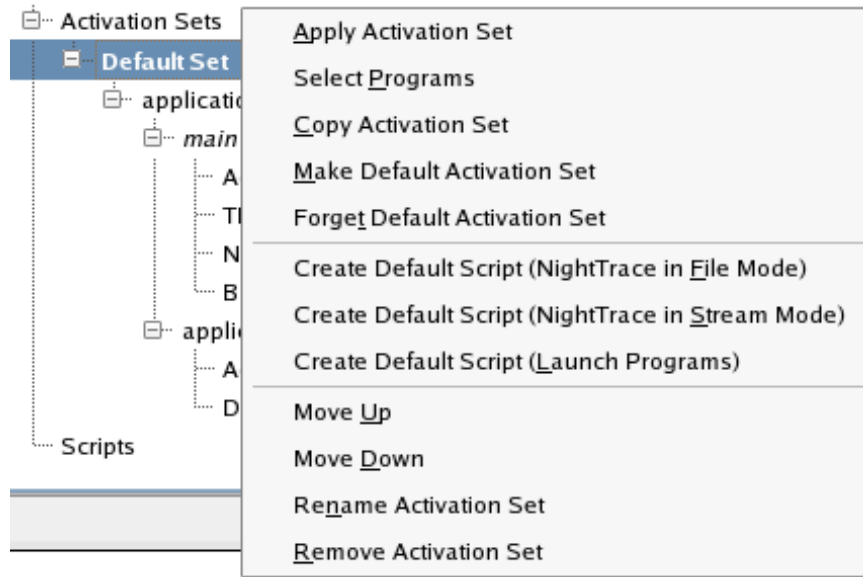 Activation Sets
Default Set
main
Scripts
Apply Activation Set
Select Programs
Copy Activation Set
Make Default Activation Set
Forget Default Activation Set
Create Default Script (NightTrace in File Mode)
Create Default Script (NightTrace in Stream Mode)
Create Default Script (Launch Programs)
Move Up
Move Down
Rename Activation Set
Remove Activation Set